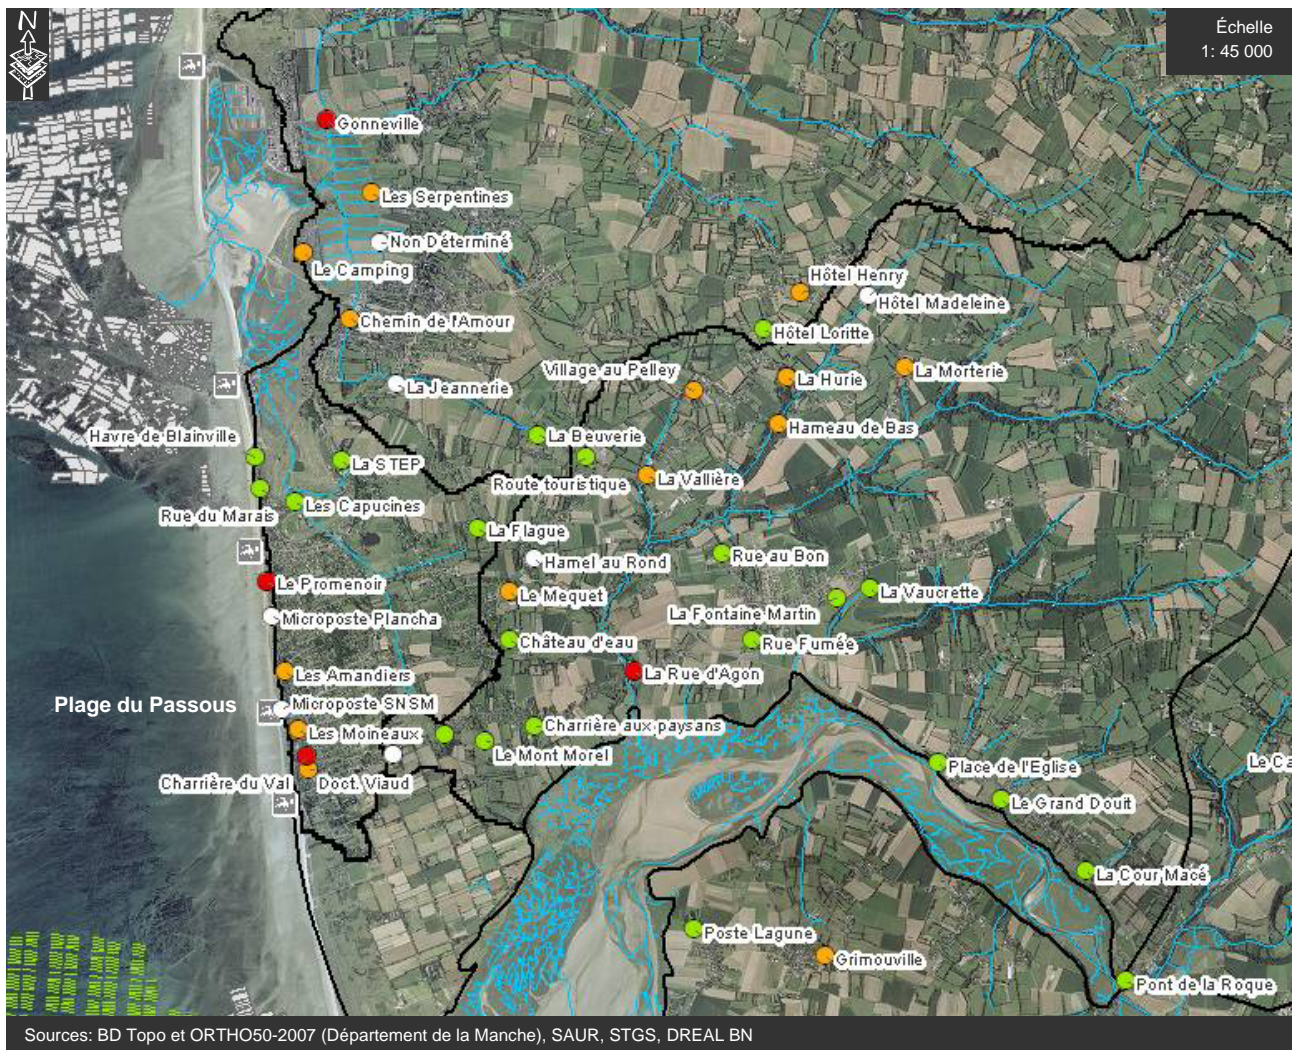 N
Échelle
1: 45 000
Gonneville
Les Serpentines
Non Déterminé
Le Camping
Hôtel Henry
Hôtel Madeleine
Chemin de l'Amour
Hôtel Loritte
Village au Pelley
La Morterie
La Hurie
La Jeannerie
Hameau de Bas
Havre de Blainville
La Beuverie
La STEP
La Vallière
Route touristique
Les Capucines
Rue du Marais
La Flague
Rue au Bon
Hamel au Rond
Le Promenoir
La Vaucrette
Le Mequet
La Fontaine Martin
Microposte Plancha
Château d'eau
Rue Fumée
Les Amandiers
La Rue d'Agon
Plage du Passous
Microposte SNSM
Charrière aux paysans
Les Moineaux
Le Mont Morel
Le Ca
Place de l'Eglise
Charrière du Val
Doct. Viaud
Le Grand Douit
La Cour Macé
Poste Lagune
Grimouville
Pont de la Roque
Sources: BD Topo et ORTHO50-2007 (Département de la Manche), SAUR, STGS, DREAL BN